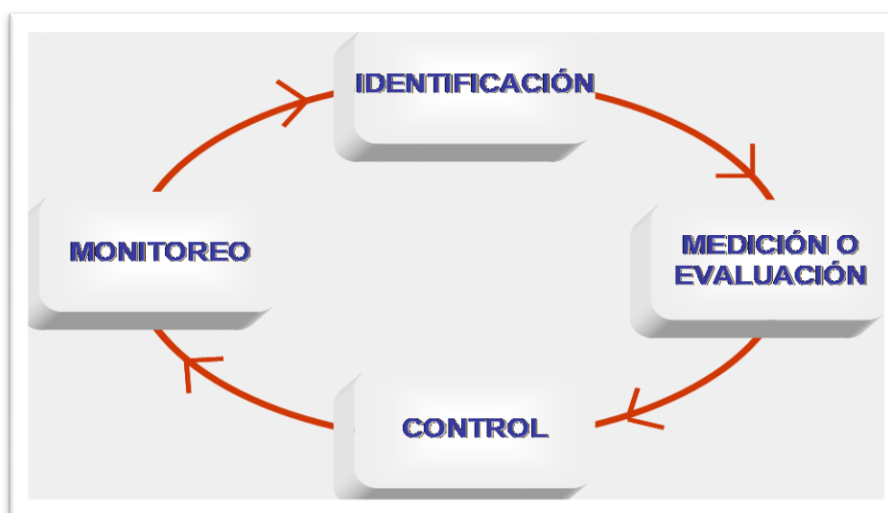 IDENTIFICACIÓN
MEDICIÓN O
EVALUACIÓN
CONTROL
MONITOREO